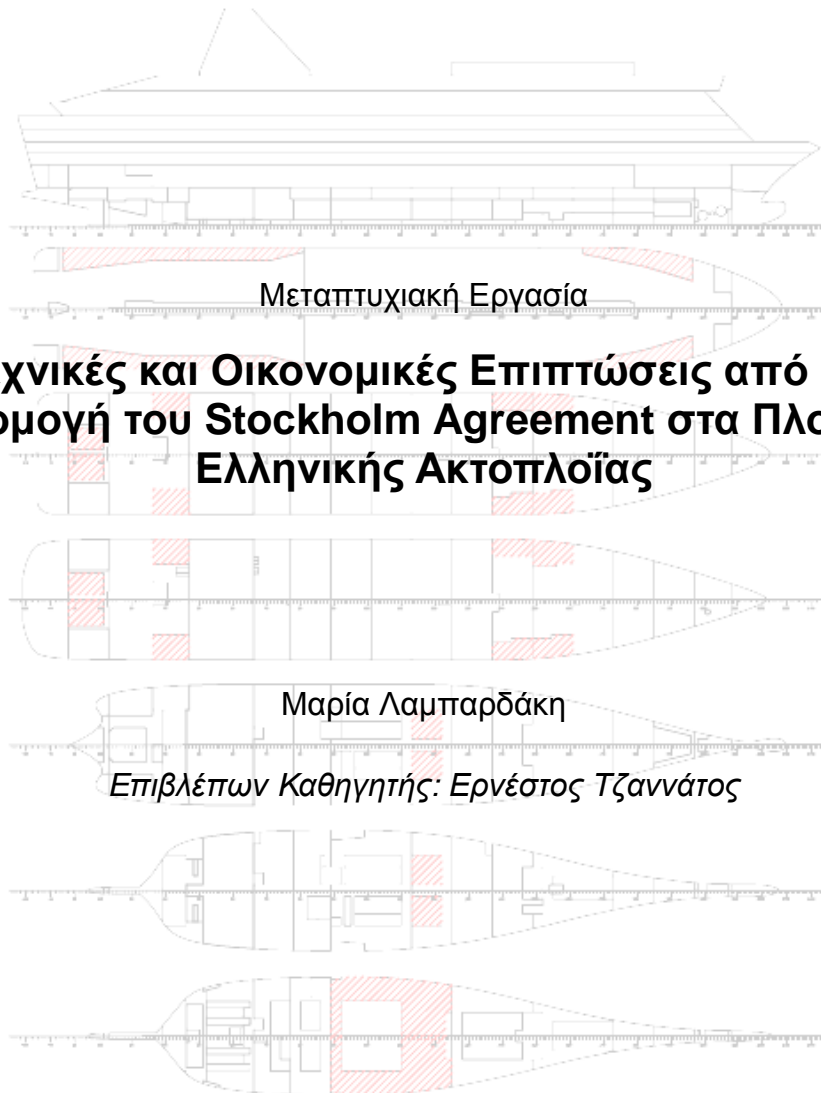 Μεταπτυχιακή Εργασία
χνικές και Οικονομικές Επιπτώσεις από
ομογή του Stockholm Agreement στα Πλο
Ελληνικής Ακτοπλοΐας
Μαρία Λαμπαρδάκη
Επιβλέπων Καθηγητής: Ερνέστος Τζαννάτος